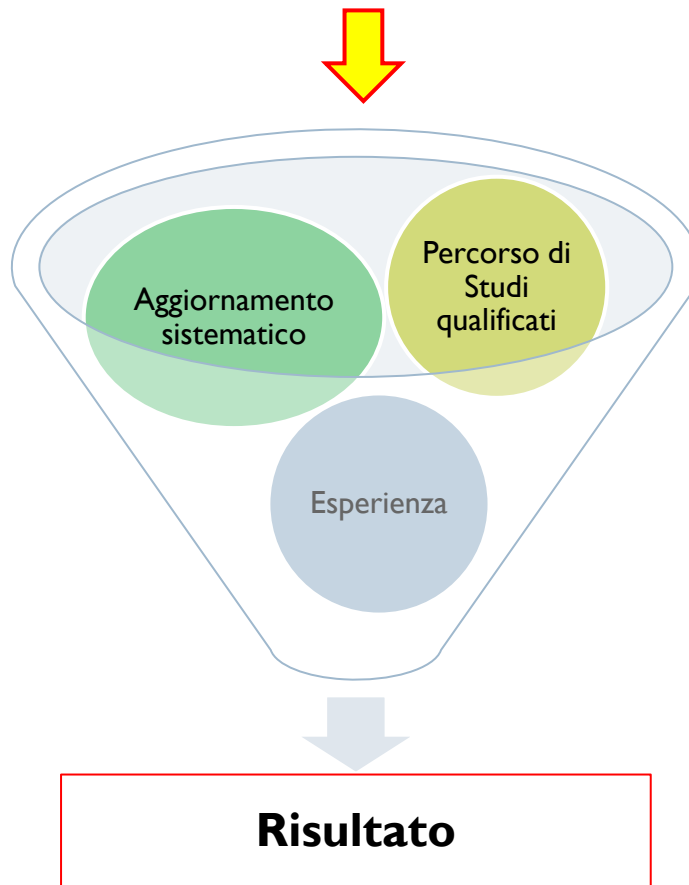 Aggiornamento
sistematico
Percorso di
Studi
qualificati
Esperienza
Risultato